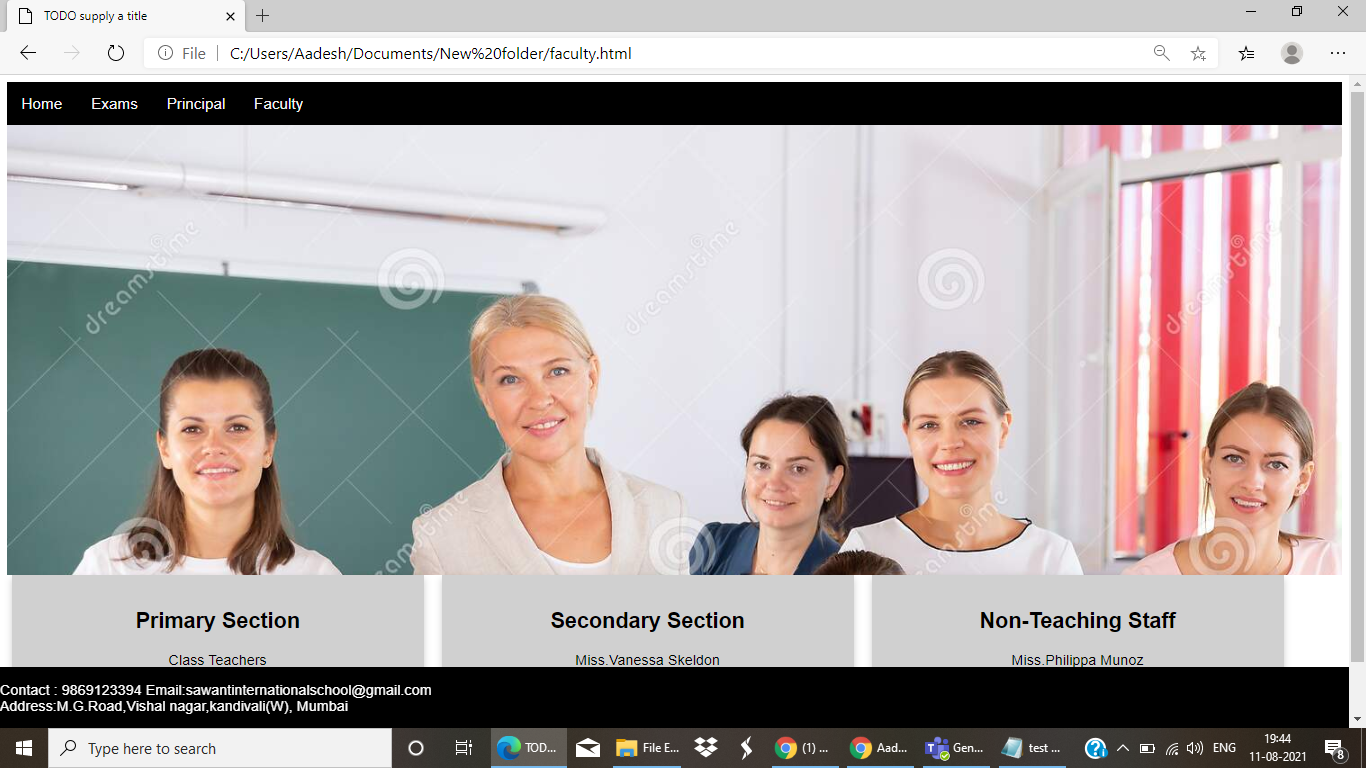 TODO supply a title
File
C:/Users/Aadesh/Documents/New%20folder/faculty.html
Home Exams Principal Faculty
dreamstime dreamstime dreamstime
dreamstime dreamstime
Primary Section
Class Teachers
Secondary Section
Miss.Vanessa Skeldon
Non-Teaching Staff
Miss.Philippa Munoz
Contact : 9869123394 Email:sawantinternationalschool@gmail.com
Address:M.G.Road,Vishal nagar,kandivali(W), Mumbai
Type here to search
TOD...
File E...
(1) ...
Aad...
Gen...
test ...
ENG
19:44
11-08-2021
8